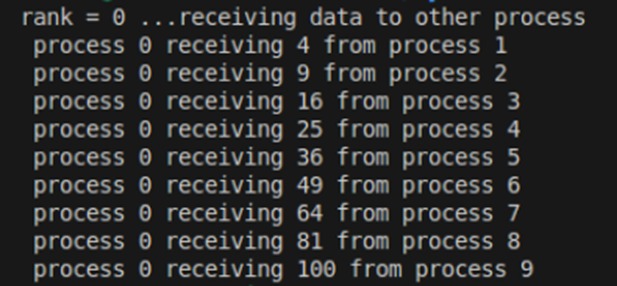 rank = 0 ...receiving data to other process
process 0 receiving 4 from process 1
process 0 receiving 9 from process 2
process 0 receiving 16 from process 3
process 0 receiving 25 from process 4
process 0 receiving 36 from process 5
process 0 receiving 49 from process 6
process 0 receiving 64 from process 7
process 0 receiving 81 from process 8
process 0 receiving 100 from process 9